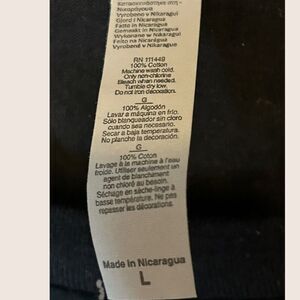 Vyrobeno v Nikaragui
Gjord i Nicaragua
Fatto in Nicaragua
Gemaakt in Nicaragua
Wykonane w Nikaragui
Feito na Nicarágua
Vyrobené v Nikarague
RN 111449
100% Cotton
Machine wash cold.
Only non-chlorine
Bleach when needed.
Tumble dry low.
Do not iron decoration.
G
100% Algodón
Lavar a máquina en frío.
Sólo blanqueador sin cloro
cuando sea necesario.
Secar a baja temperatura.
No planche la decoración.
G
100% Coton
Lavage à la machine à l'eau
froide. Utiliser seulement un
agent de blanchiment
non chloré au besoin.
Séchage en sèche-linge à
basse température. Ne pas
repasser les décorations.
Made in Nicaragua
L